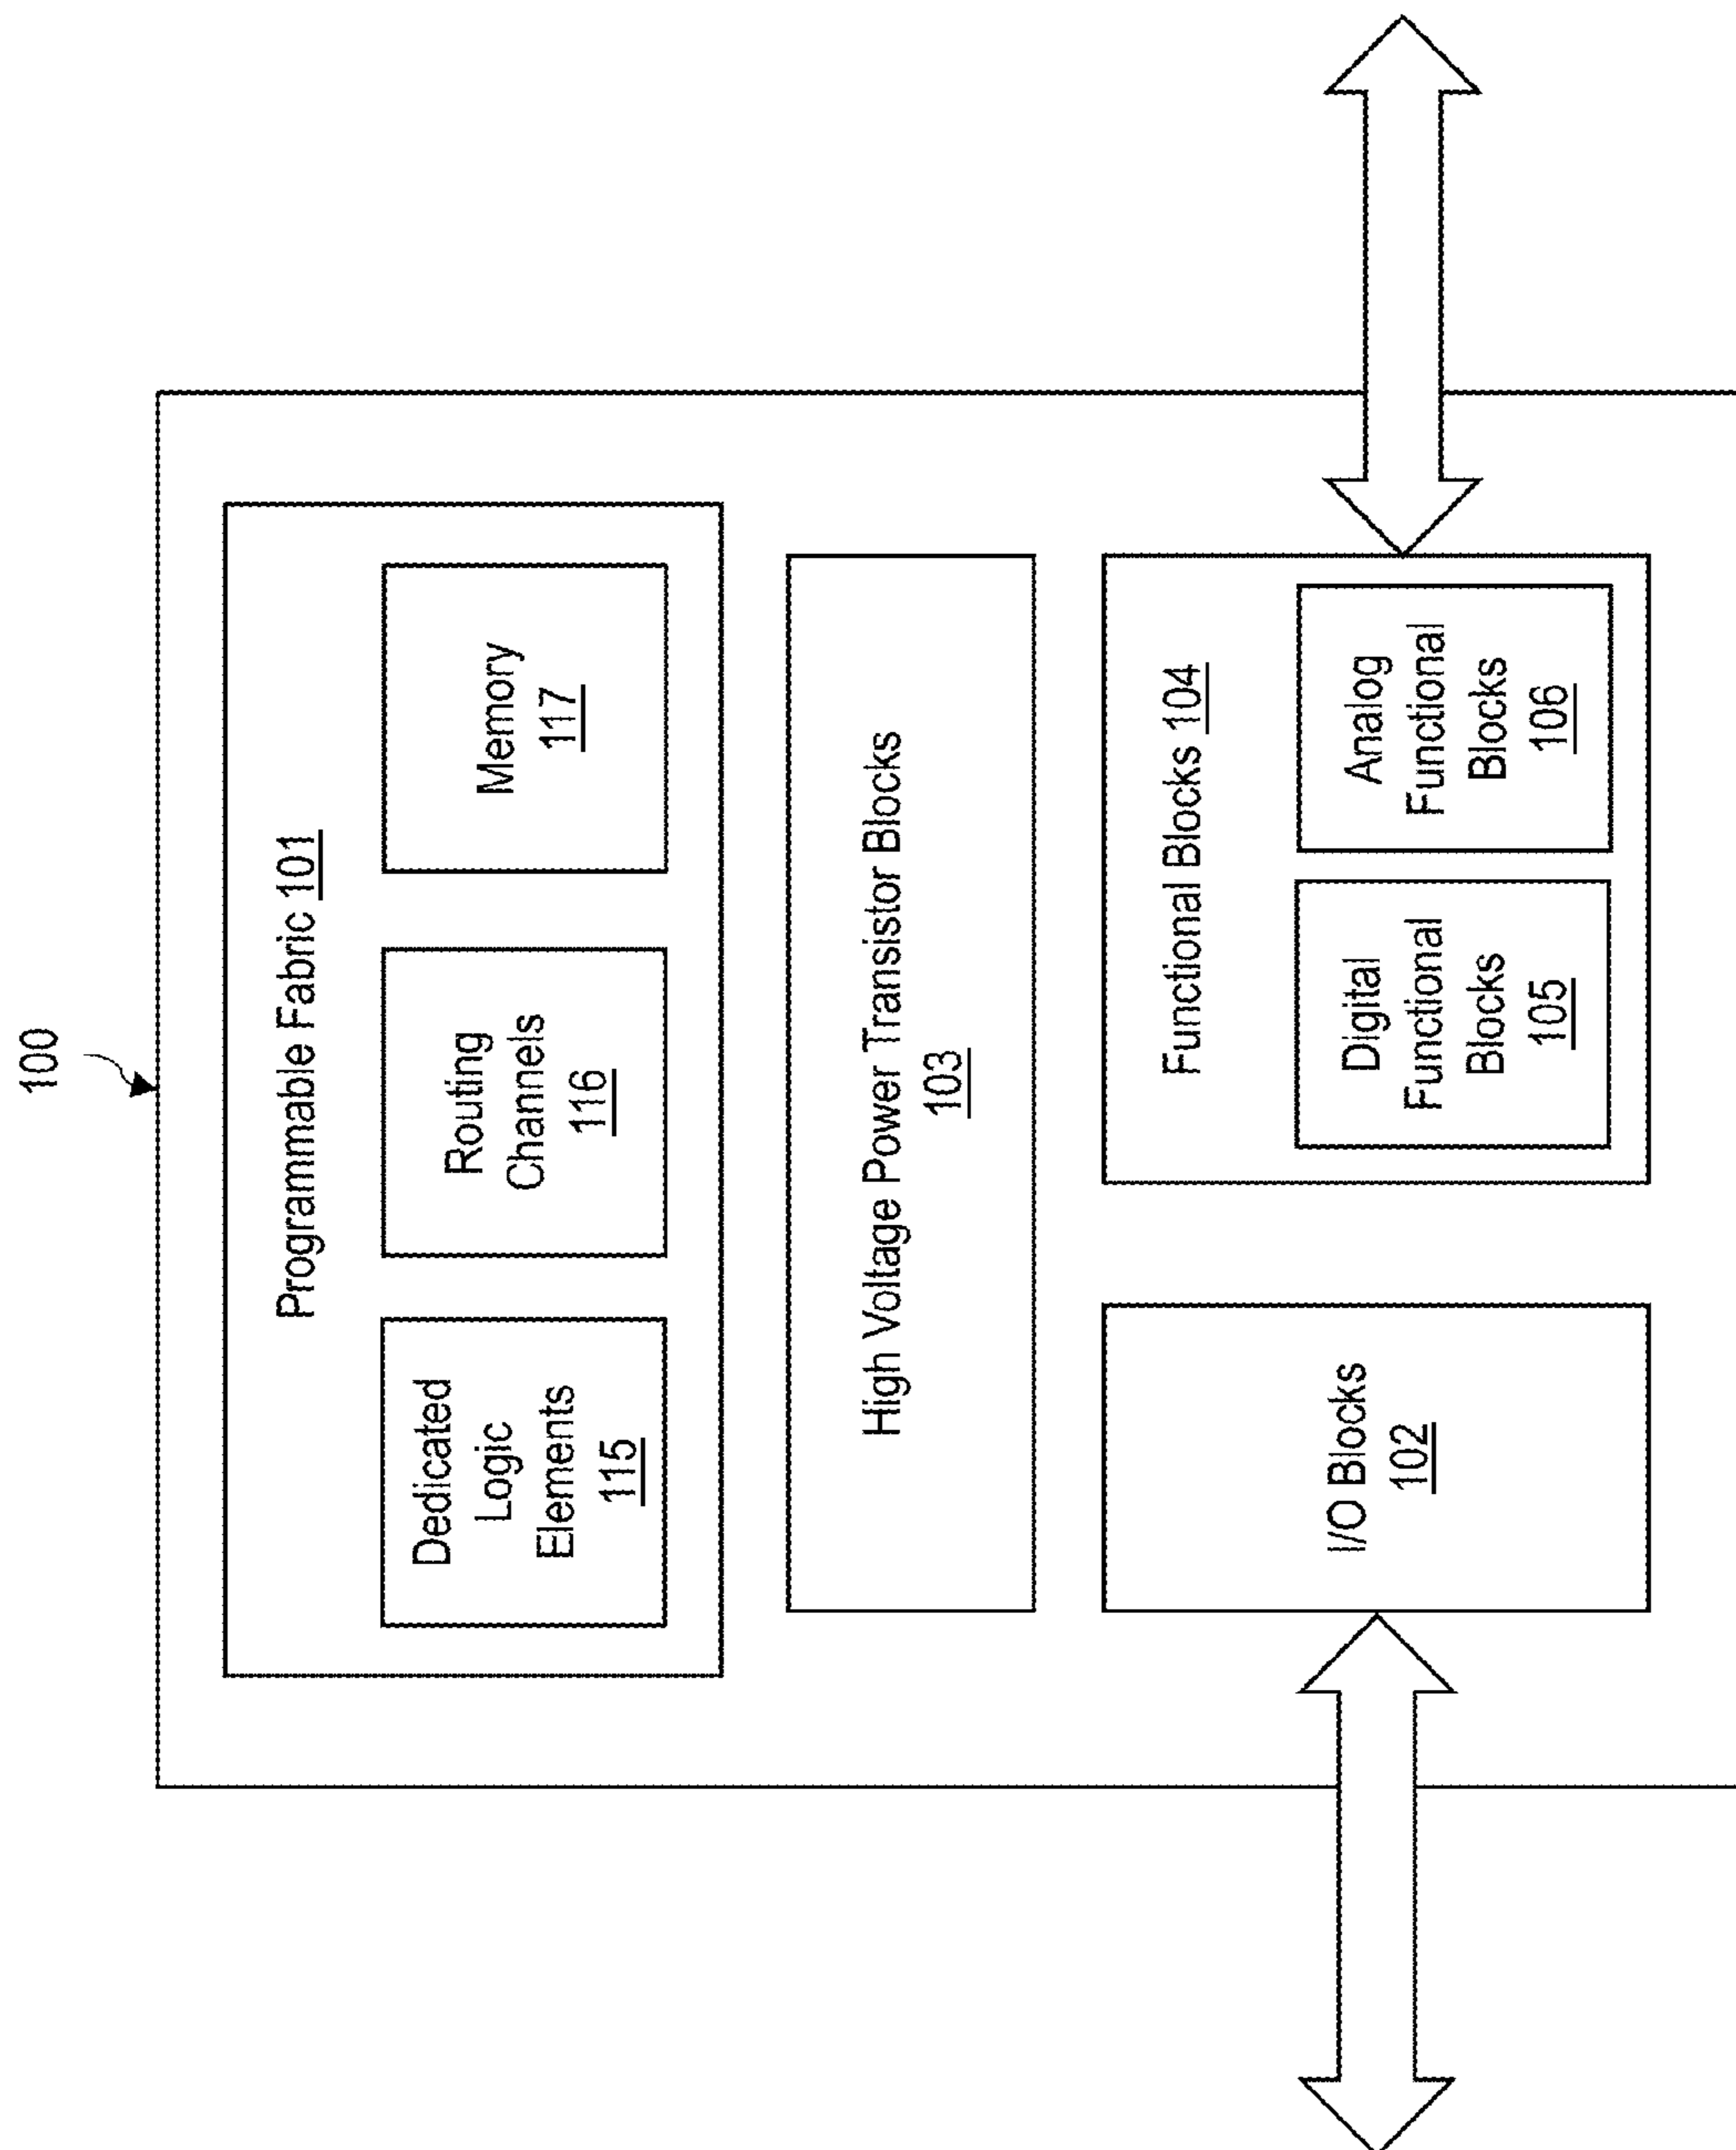 100
Programmable Fabric 101
Dedicated
Logic
Elements
115
Routing
Channels
116
Memory
117
High Voltage Power Transistor Blocks
103
I/O Blocks
102
Functional Blocks 104
Digital
Functional
Blocks
105
Analog
Functional
Blocks
106